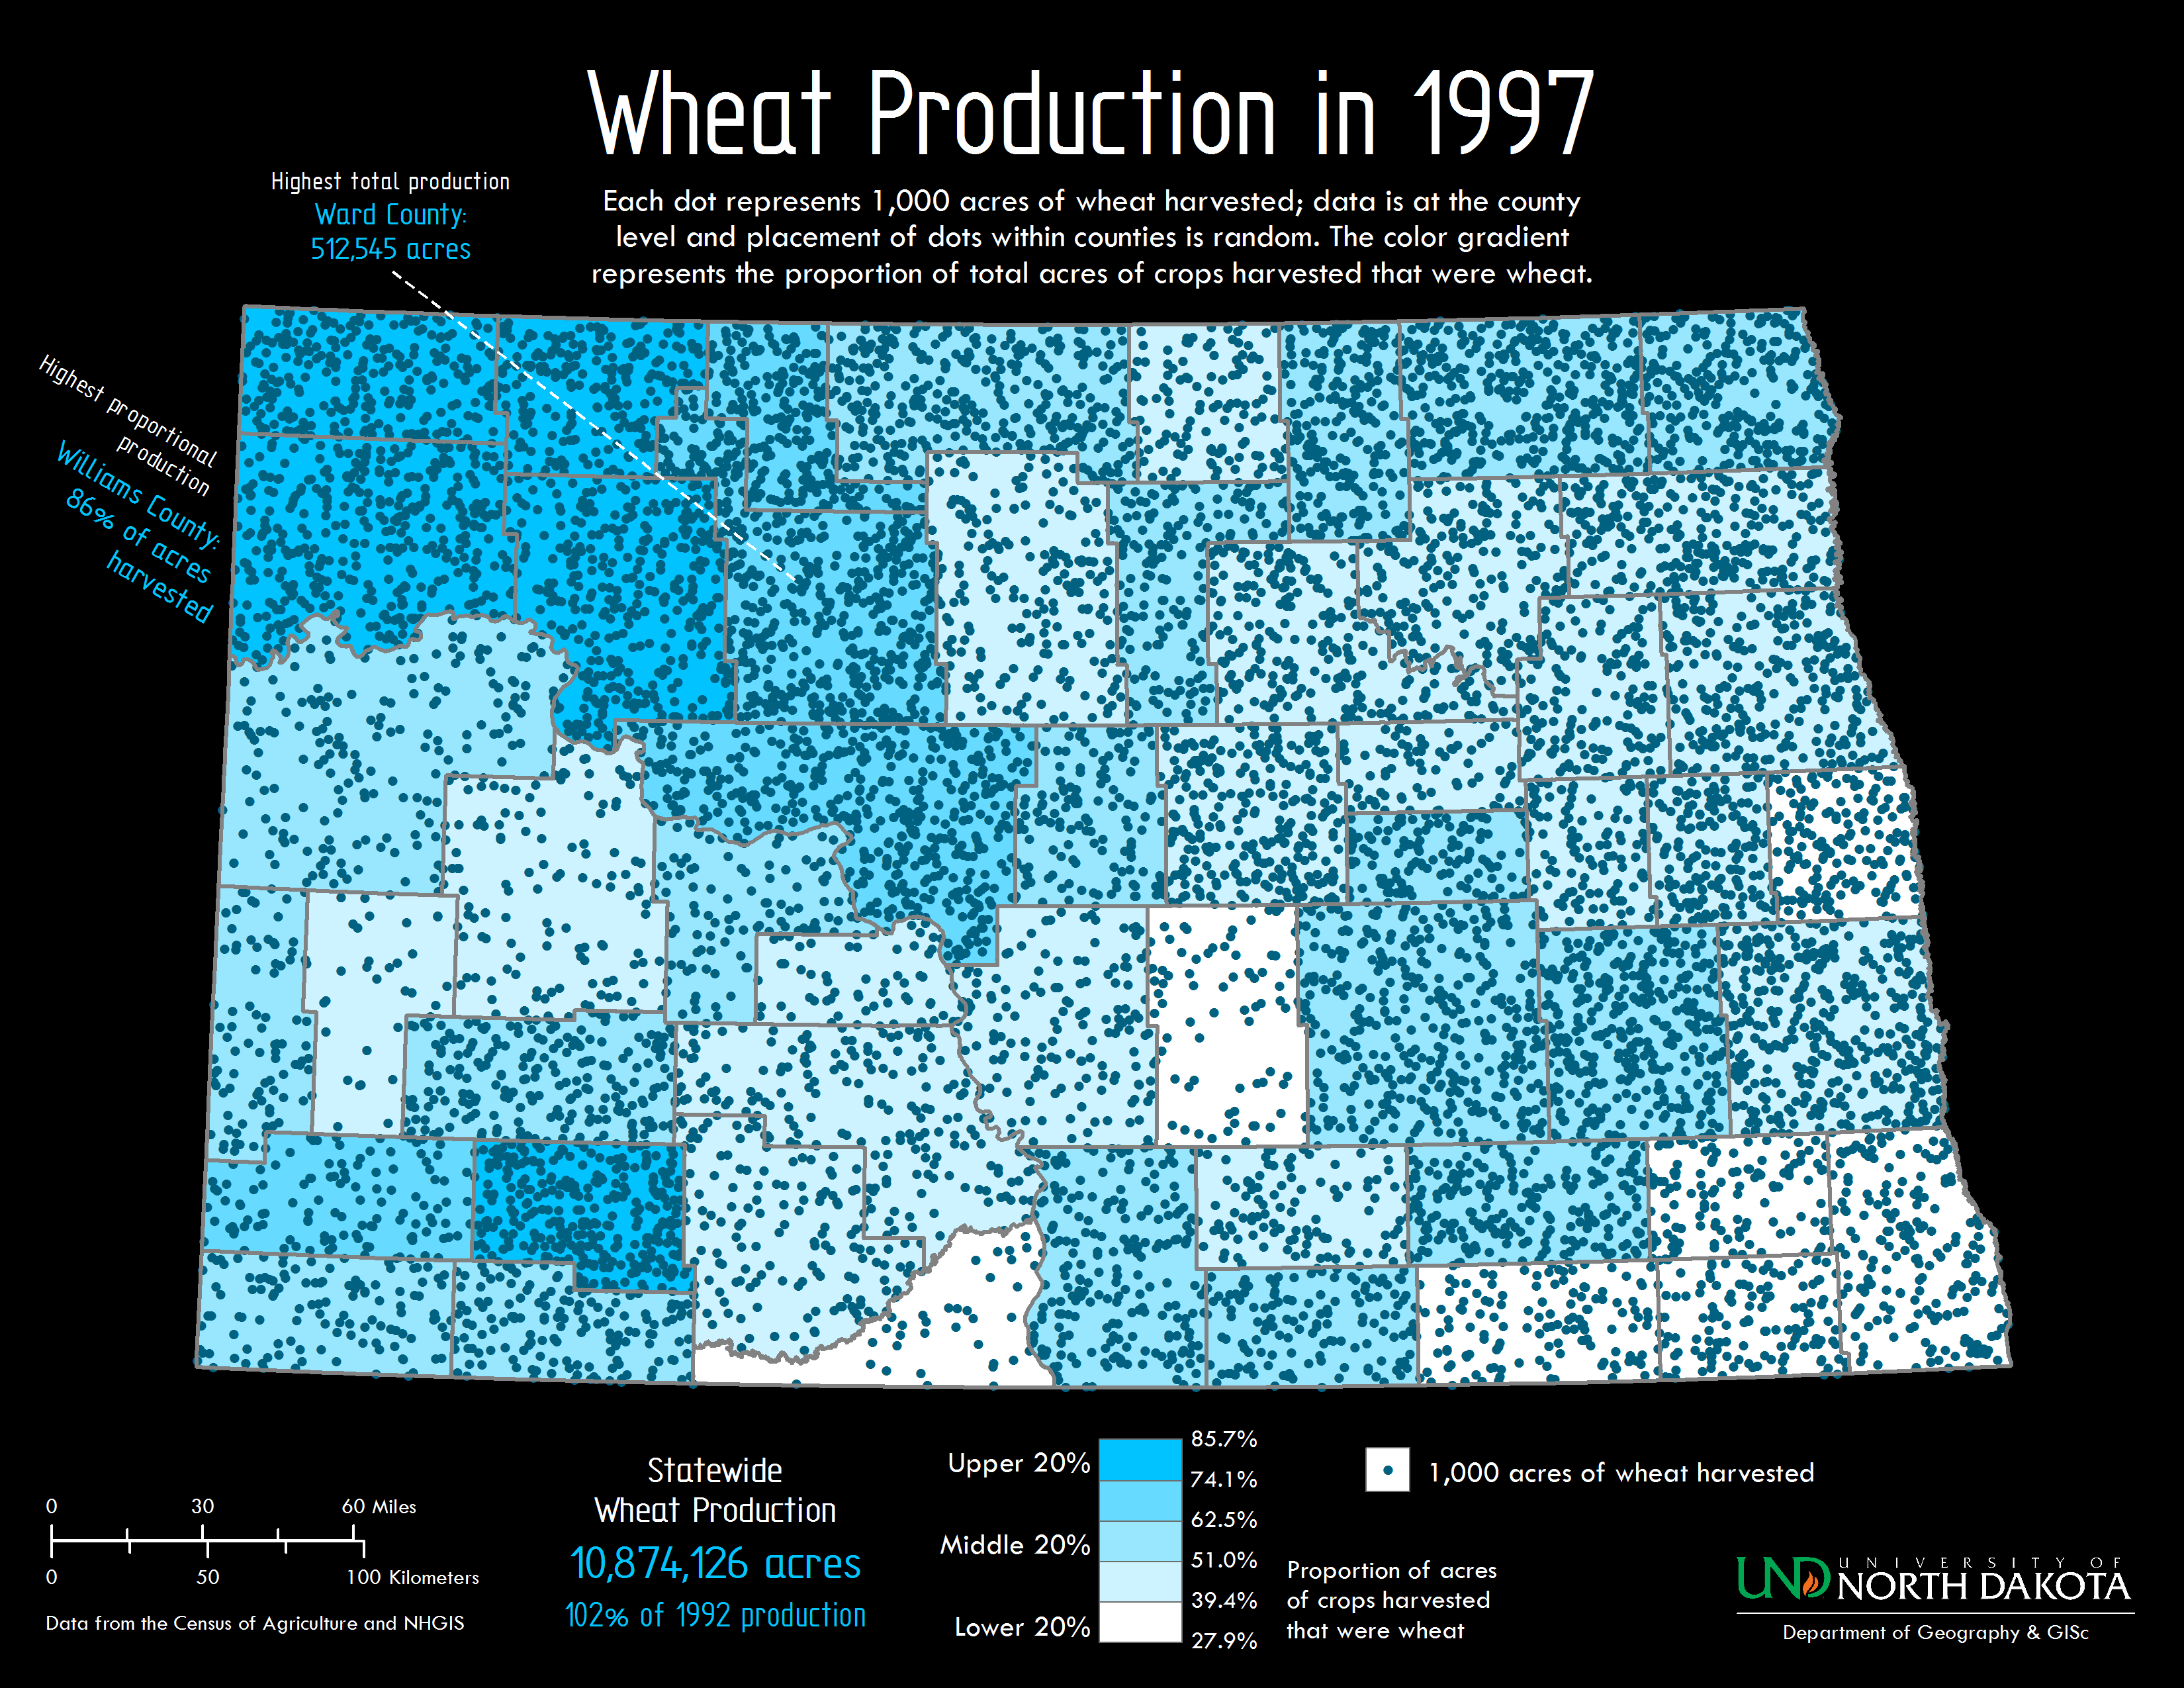 Wheat Production in 1997
Each dot represents 1,000 acres of wheat harvested; data is at the county
level and placement of dots within counties is random. The color gradient
represents the proportion of total acres of crops harvested that were wheat.
Highest total production
Ward County:
512,545 acres
Highest proportional
production
Williams County:
86% of acres
harvested
0 30 60 Miles
0 50 100 Kilometers
Data from the Census of Agriculture and NHGIS
Statewide
Wheat Production
10,874,126 acres
102% of 1992 production
Upper 20%
Middle 20%
Lower 20%
85.7%
74.1%
62.5%
51.0%
39.4%
27.9%
Proportion of acres
of crops harvested
that were wheat
1,000 acres of wheat harvested
UND
UNIVERSITY OF
NORTH DAKOTA
Department of Geography & GISc